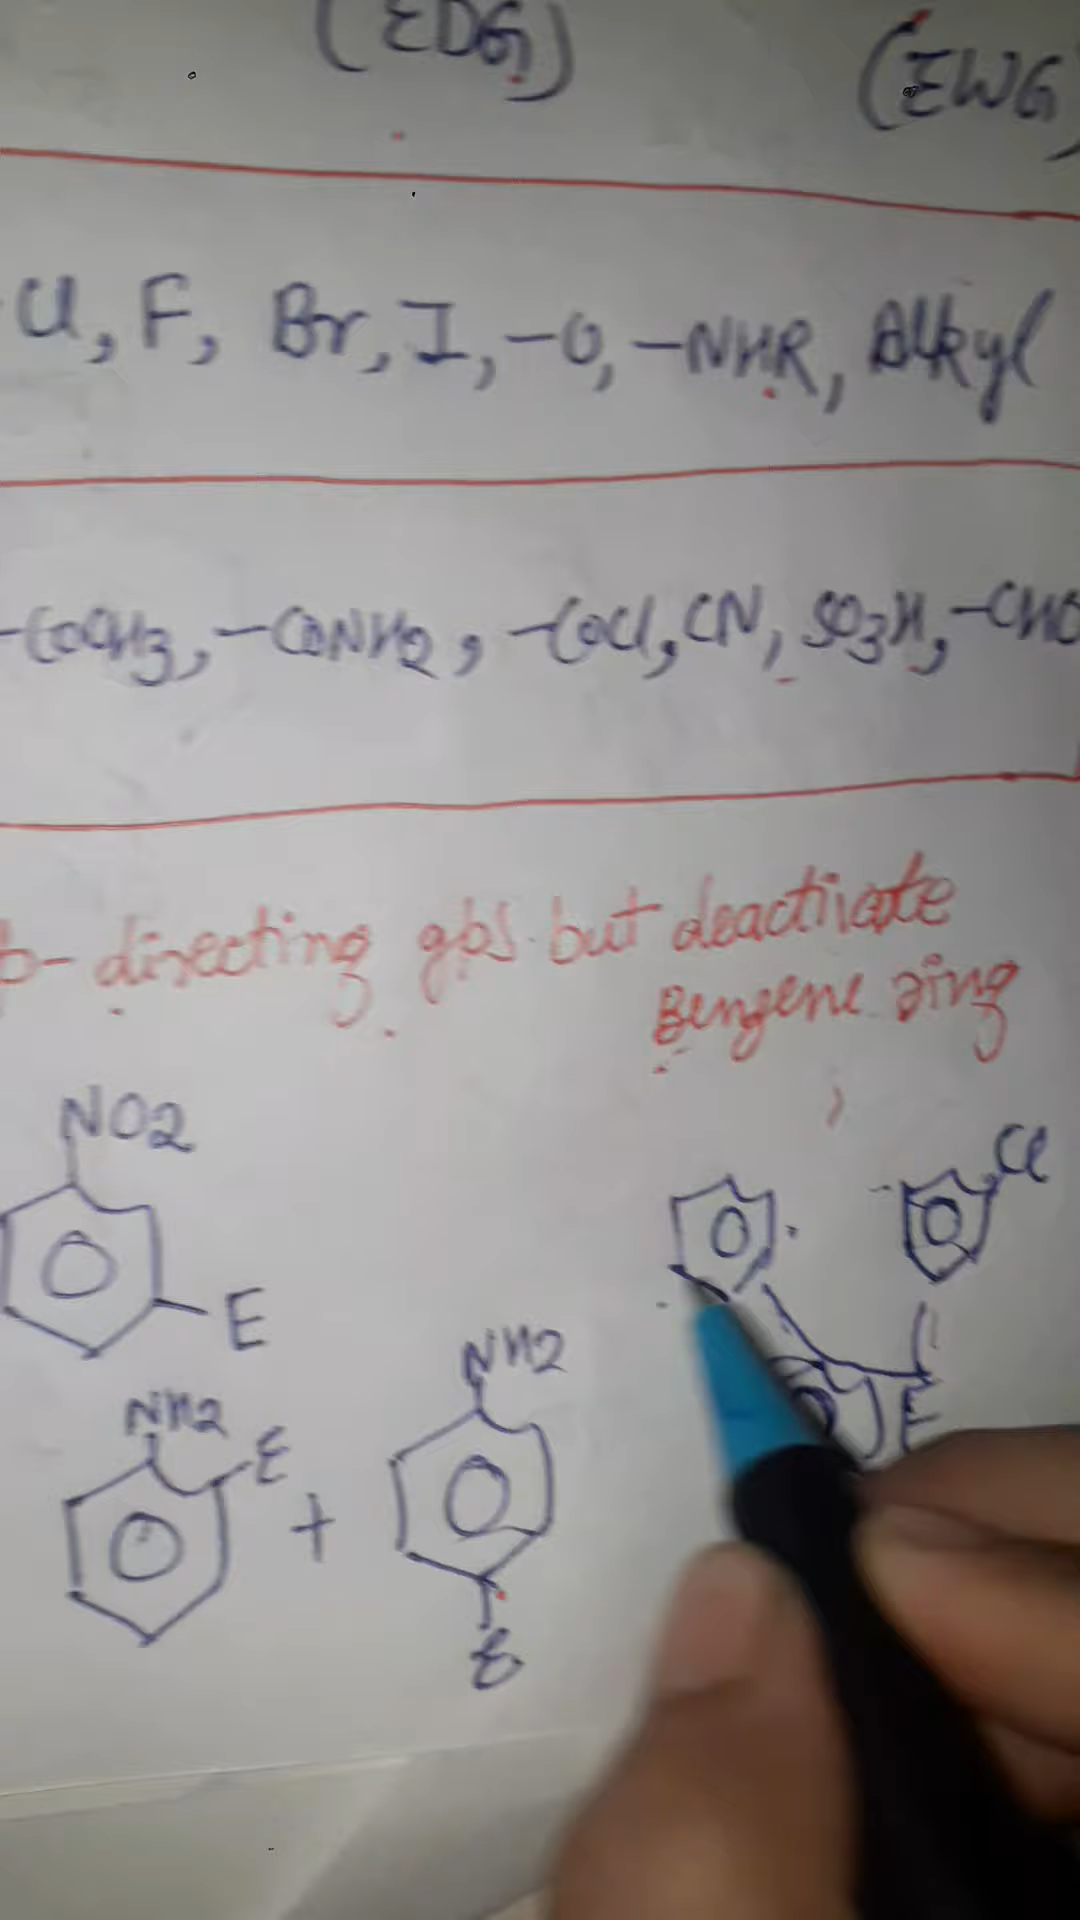 (EDG)
(EWG)
Cl, F, Br, I, -O, -NHR, Alkyl
-COCH3, -CONH2, -COCl, CN, SO3H, -CHO
p- directing gps. but deactivate
Benzene ring
NO2
Cl
E
NH2
NH2
E
+
E
E